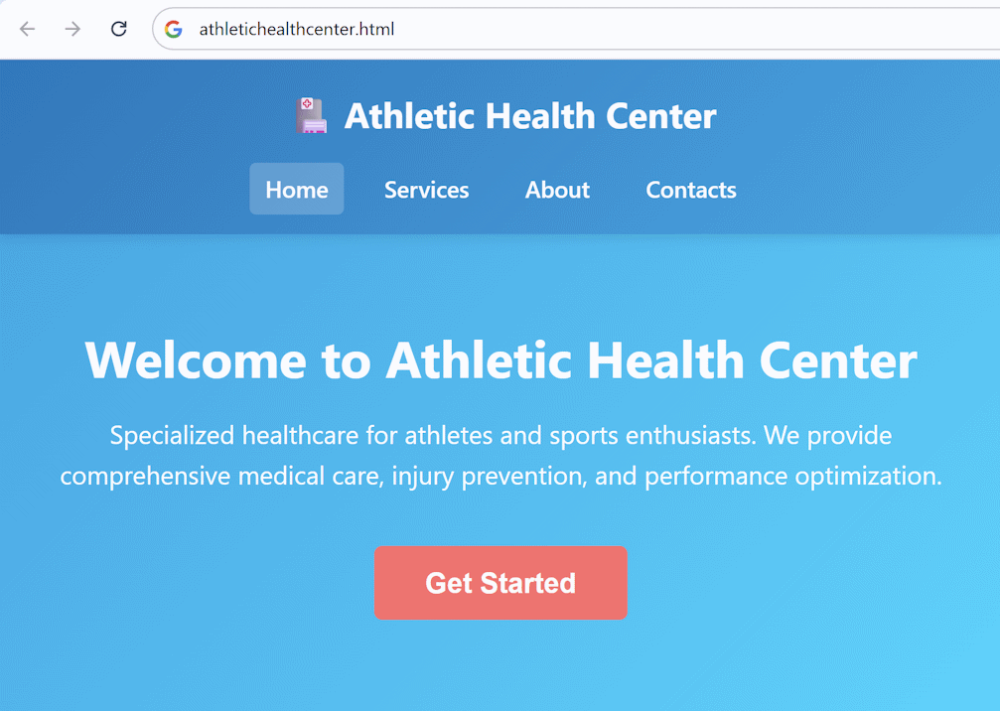 athletichealthcenter.html
Athletic Health Center
Home Services About Contacts
Welcome to Athletic Health Center
Specialized healthcare for athletes and sports enthusiasts. We provide
comprehensive medical care, injury prevention, and performance optimization.
Get Started